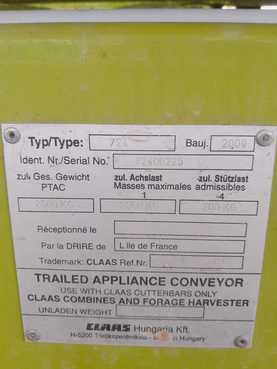 Typ/Type: 724 Bauj. 2009
Ident. Nr./Serial No.
zul. Ges. Gewicht zul. Achslast zul. Stützlast
PTAC Masses maximales admissibles
1 -4
Réceptionné le
Par la DRIRE de L Ile de France
Trademark: CLAAS Ref.Nr.
TRAILED APPLIANCE CONVEYOR
USE WITH CLAAS CUTTERBARS ONLY
CLAAS COMBINES AND FORAGE HARVESTER
UNLADEN WEIGHT
CLAAS Hungaria Kft.
H-5200 Hungary